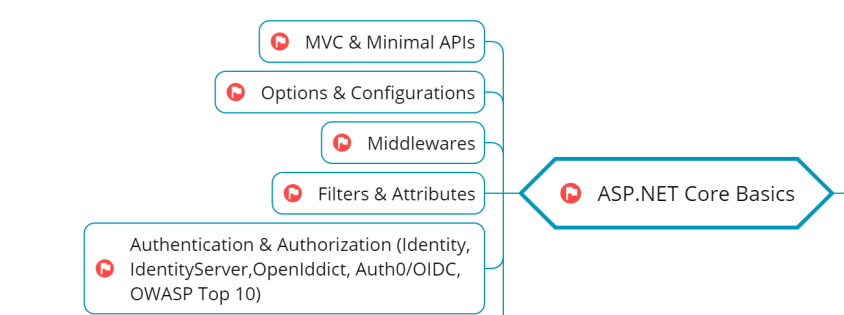 MVC & Minimal APIs
Options & Configurations
Middlewares
Filters & Attributes
ASP.NET Core Basics
Authentication & Authorization (Identity,
IdentityServer,OpenIddict, Auth0/OIDC,
OWASP Top 10)